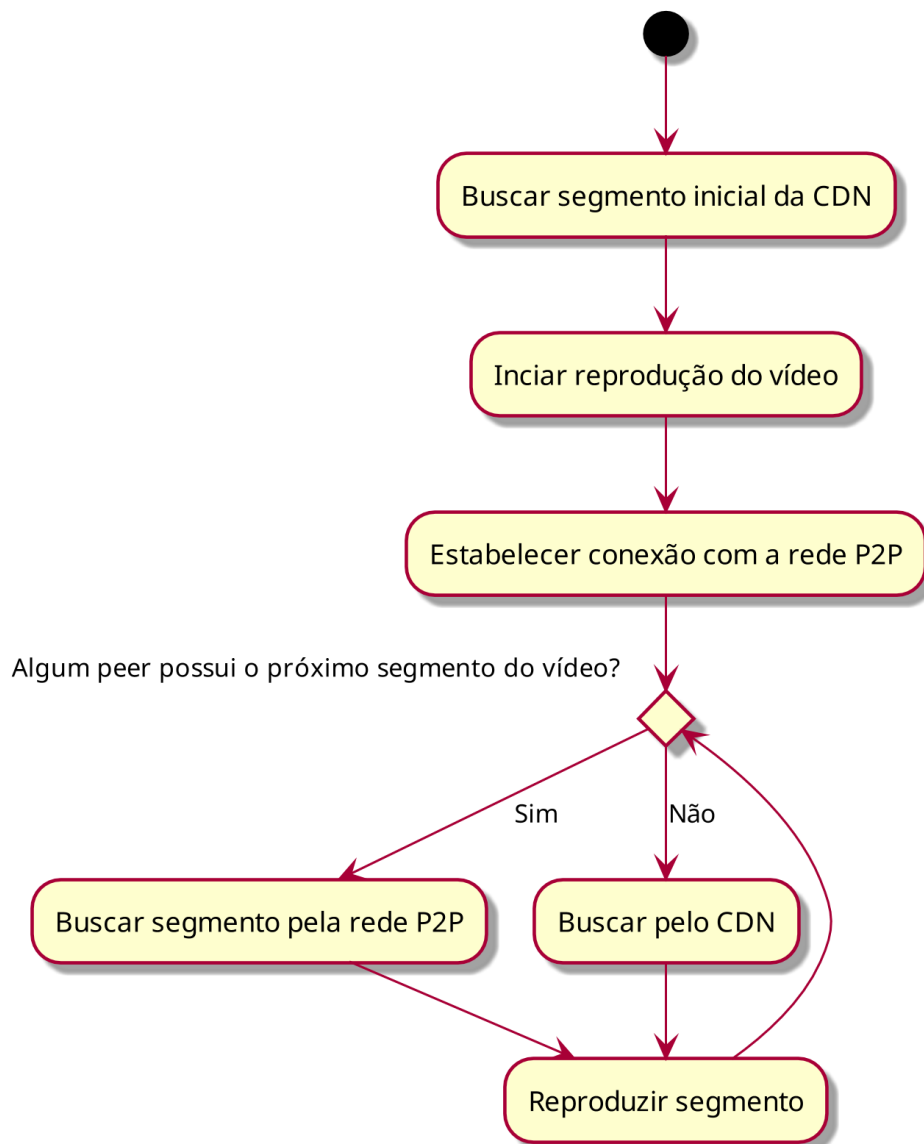 Buscar segmento inicial da CDN
Inciar reprodução do vídeo
Estabelecer conexão com a rede P2P
Algum peer possui o próximo segmento do vídeo?
Sim
Não
Buscar segmento pela rede P2P
Buscar pelo CDN
Reproduzir segmento